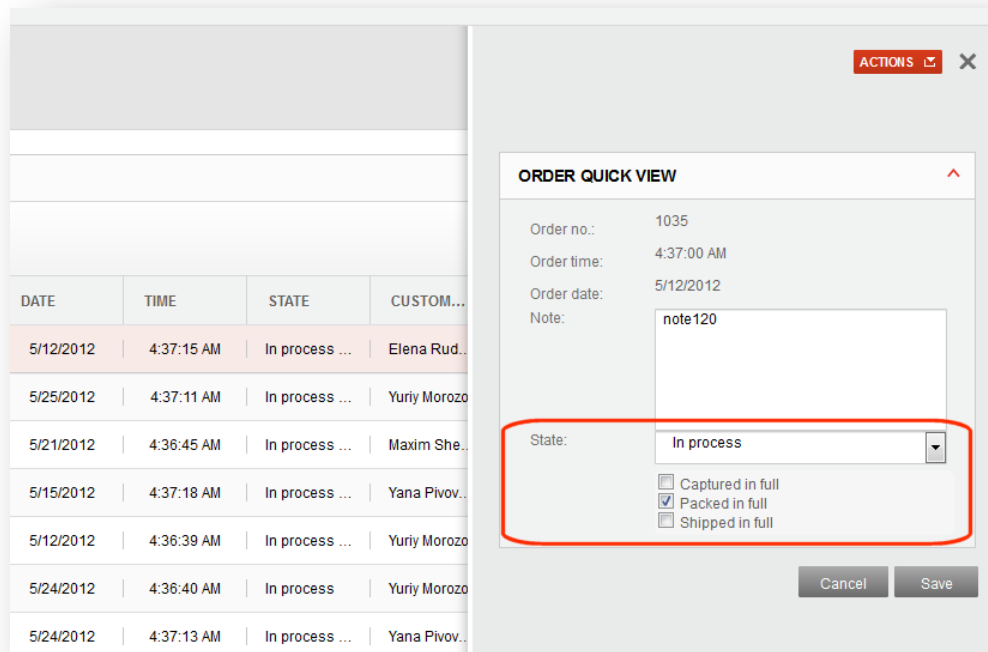 ACTIONS
ORDER QUICK VIEW
Order no.: 1035
Order time: 4:37:00 AM
Order date: 5/12/2012
Note: note120
State: In process
Captured in full
Packed in full
Shipped in full
Cancel Save
DATE TIME STATE CUSTOM...
5/12/2012 4:37:15 AM In process ... Elena Rud..
5/25/2012 4:37:11 AM In process ... Yuriy Morozo
5/21/2012 4:36:45 AM In process ... Maxim She..
5/15/2012 4:37:18 AM In process ... Yana Pivov..
5/12/2012 4:36:39 AM In process ... Yuriy Morozo
5/24/2012 4:36:40 AM In process Yuriy Morozo
5/24/2012 4:37:13 AM In process ... Yana Pivov..